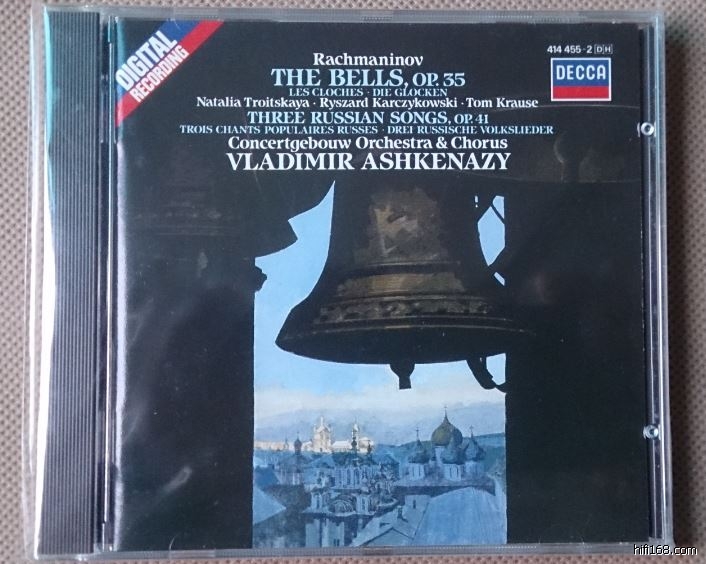 DIGITAL
RECORDING
Rachmaninov
THE BELLS, OP. 35
LES CLOCHES · DIE GLOCKEN
Natalia Troitskaya · Ryszard Karczykowski · Tom Krause
THREE RUSSIAN SONGS, OP. 41
TROIS CHANTS POPULAIRES RUSSES · DREI RUSSISCHE VOLKSLIEDER
Concertgebouw Orchestra & Chorus
VLADIMIR ASHKENAZY
414 455-2 DH
DECCA
hifi168.com